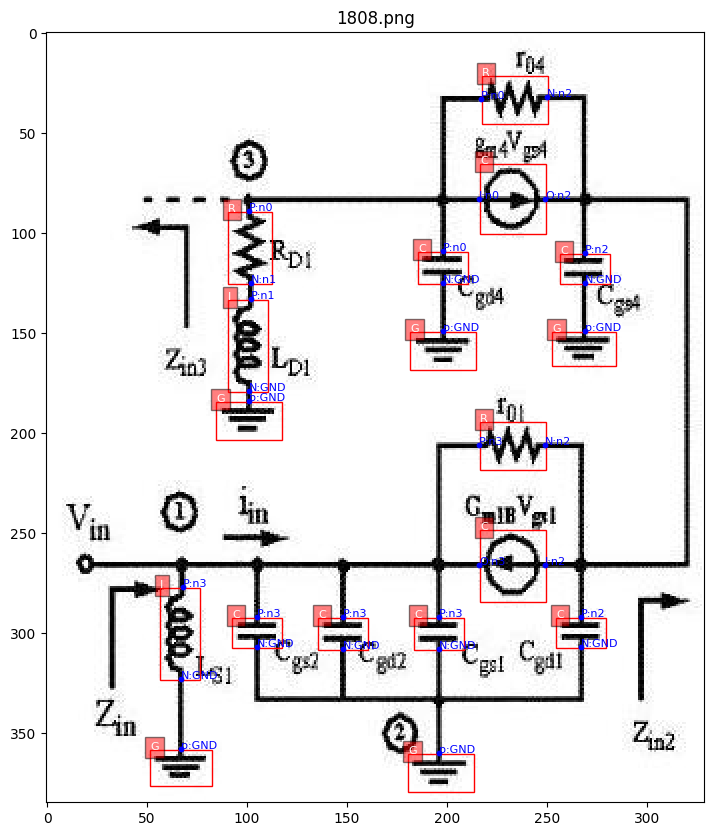 1808.png
r04
R
P:n0
N:n2
gm4Vgs4
C
I:n0
O:n2
3
R
P:n0
RD1
N:n1
L
P:n1
LD1
N:GND
G
p:GND
C
P:n0
N:GND
Cgd4
G
p:GND
C
P:n2
N:GND
Cgs4
G
p:GND
Zin3
r01
R
P:n3
N:n2
Gm1BVgs1
C
O:n3
I:n2
Vin
1
iin
L
P:n3
N:GND
LS1
Zin
G
p:GND
C
P:n3
N:GND
Cgs2
C
P:n3
N:GND
Cgd2
C
P:n3
N:GND
Cgs1
C
P:n2
N:GND
Cgd1
2
G
p:GND
Zin2
0
50
100
150
200
250
300
350
0
50
100
150
200
250
300